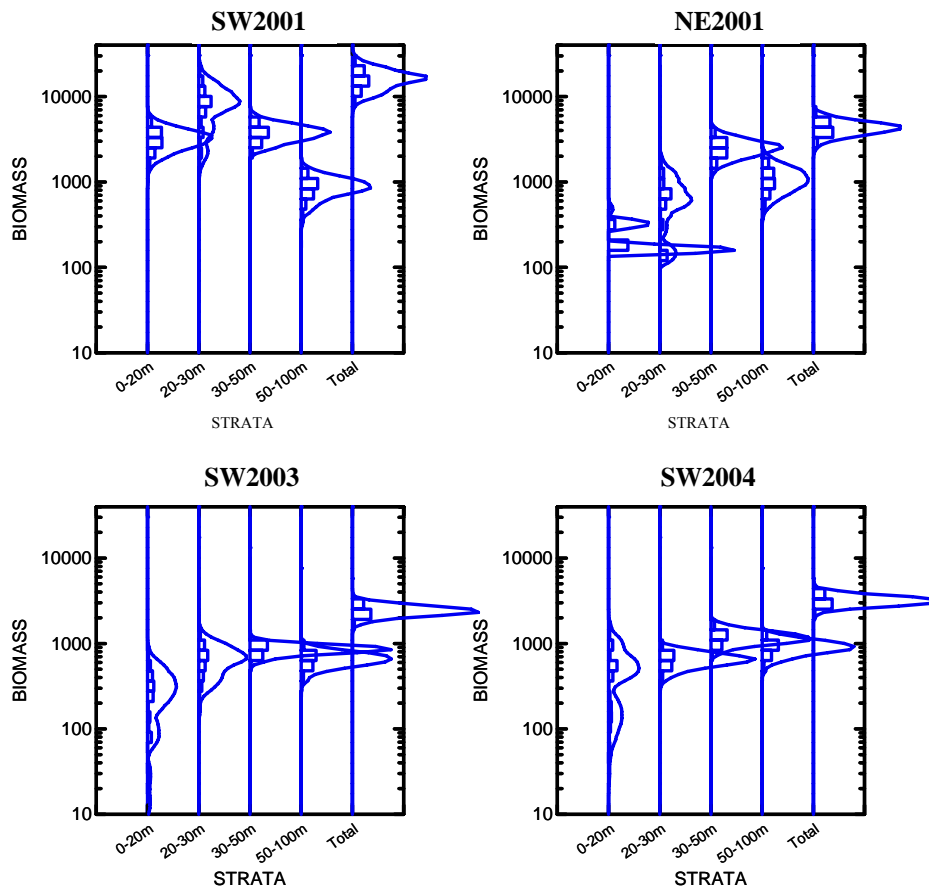 SW2001
BIOMASS
10000
1000
100
10
0-20m
20-30m
30-50m
50-100m
Total
STRATA
NE2001
BIOMASS
10000
1000
100
10
0-20m
20-30m
30-50m
50-100m
Total
STRATA
SW2003
BIOMASS
10000
1000
100
10
0-20m
20-30m
30-50m
50-100m
Total
STRATA
SW2004
BIOMASS
10000
1000
100
10
0-20m
20-30m
30-50m
50-100m
Total
STRATA